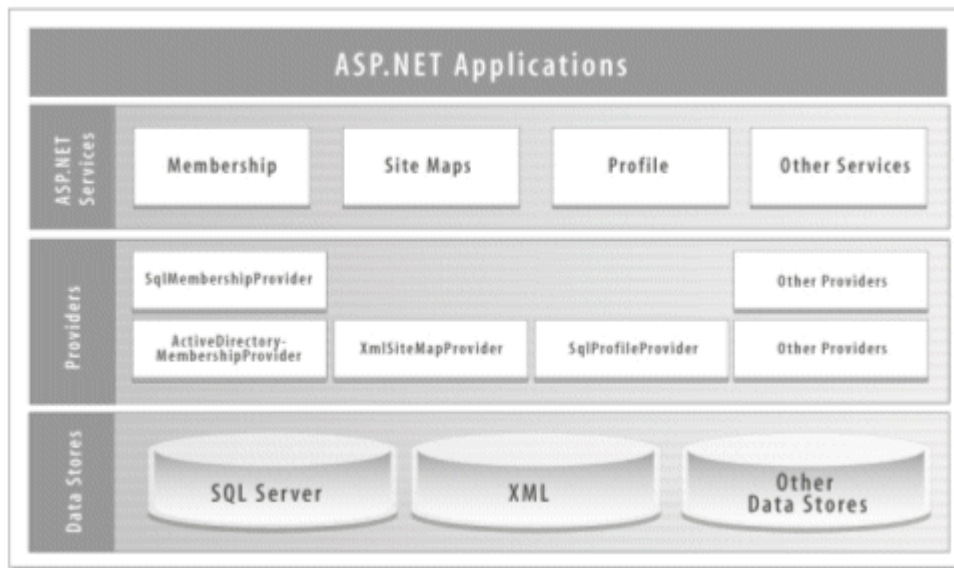 ASP.NET Applications
ASP.NET
Services
Membership
Site Maps
Profile
Other Services
Providers
SqlMembershipProvider
Other Providers
ActiveDirectory-
MembershipProvider
XmlSiteMapProvider
SqlProfileProvider
Other Providers
Data Stores
SQL Server
XML
Other
Data Stores